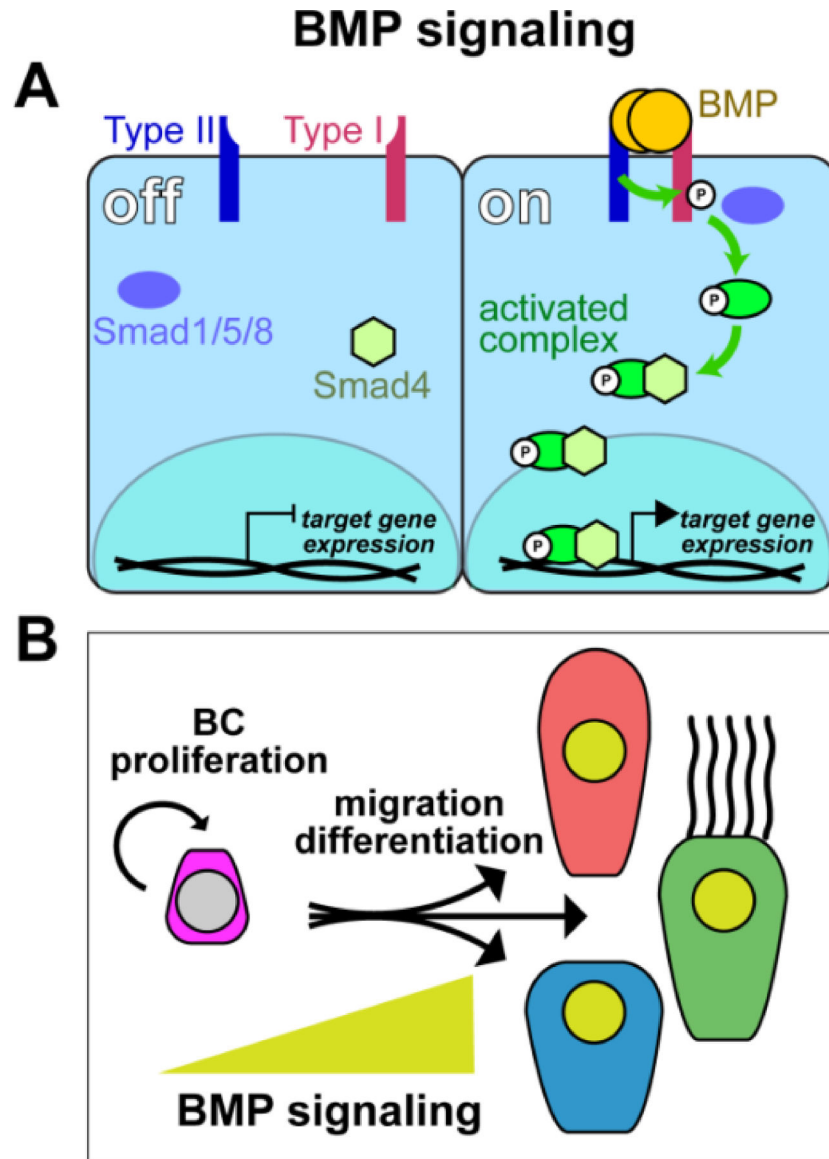 BMP signaling
A
Type II
Type I
off
Smad1/5/8
Smad4
target gene
expression
BMP
on
P
P
activated
complex
P
P
P
target gene
expression
B
BC
proliferation
migration
differentiation
BMP signaling